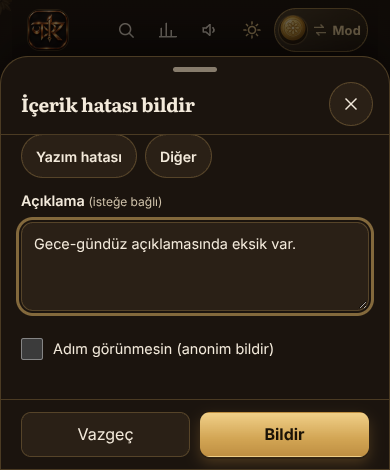 Mod
İçerik hatası bildir
Yazım hatası
Diğer
Açıklama (isteğe bağlı)
Gece-gündüz açıklamasında eksik var.
Adım görünmesin (anonim bildir)
Vazgeç
Bildir